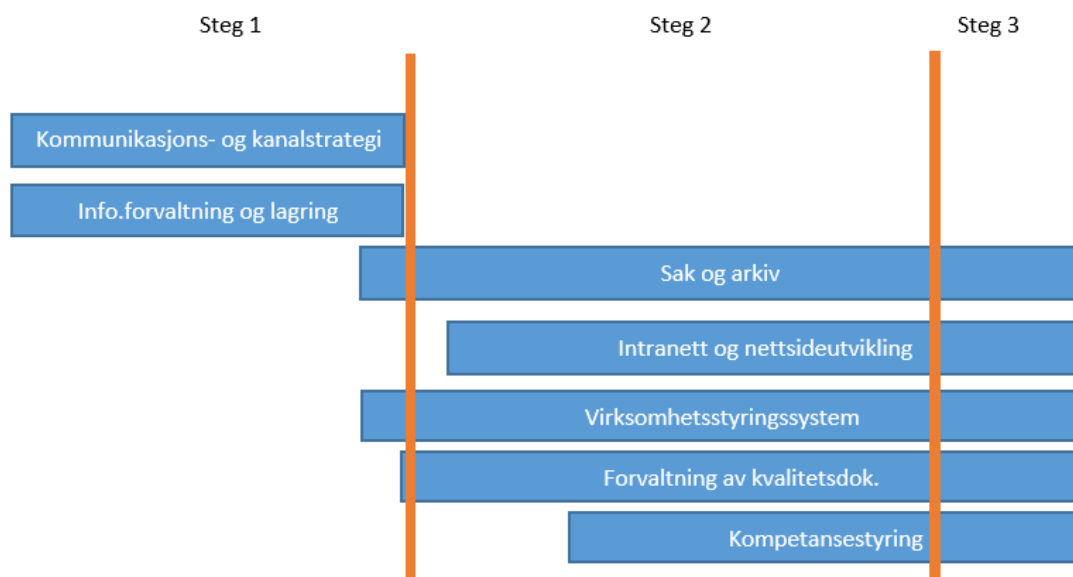 Steg 1
Steg 2
Steg 3
Kommunikasjons- og kanalstrategi
Info.forvaltning og lagring
Sak og arkiv
Intranett og nettsideutvikling
Virksomhetsstyringssystem
Forvaltning av kvalitetsdok.
Kompetansestyring